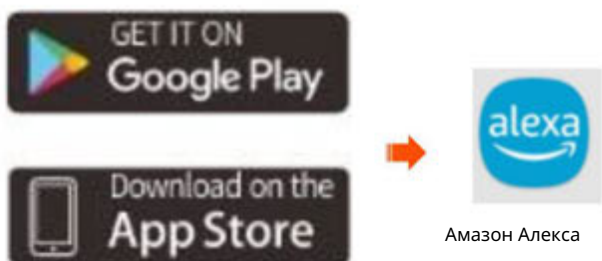 GET IT ON
Google Play
Download on the
App Store
alexa
Амазон Алекса